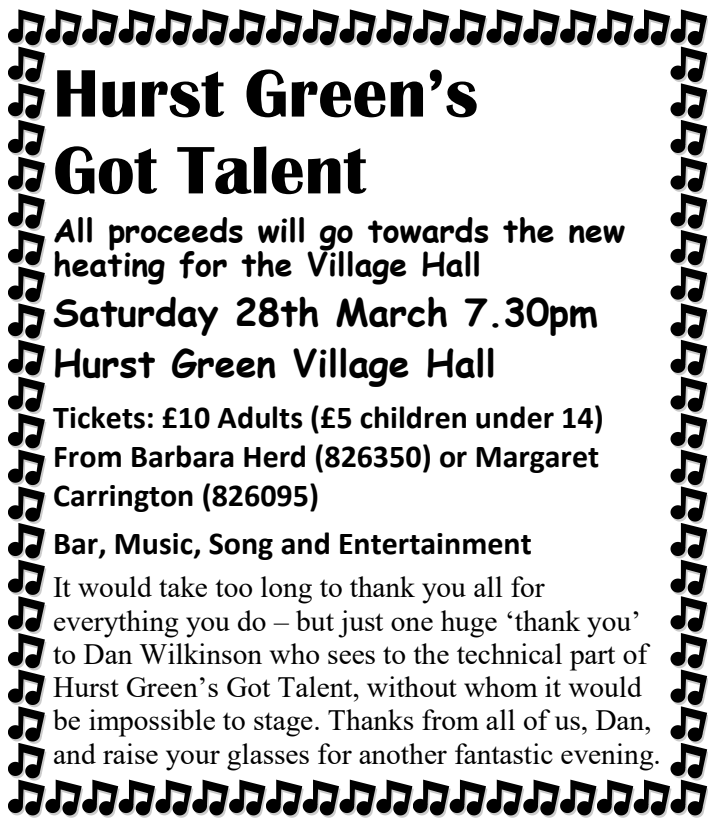 Hurst Green’s
Got Talent
All proceeds will go towards the new
heating for the Village Hall
Saturday 28th March 7.30pm
Hurst Green Village Hall
Tickets: £10 Adults (£5 children under 14)
From Barbara Herd (826350) or Margaret
Carrington (826095)
Bar, Music, Song and Entertainment
It would take too long to thank you all for
everything you do – but just one huge ‘thank you’
to Dan Wilkinson who sees to the technical part of
Hurst Green’s Got Talent, without whom it would
be impossible to stage. Thanks from all of us, Dan,
and raise your glasses for another fantastic evening.